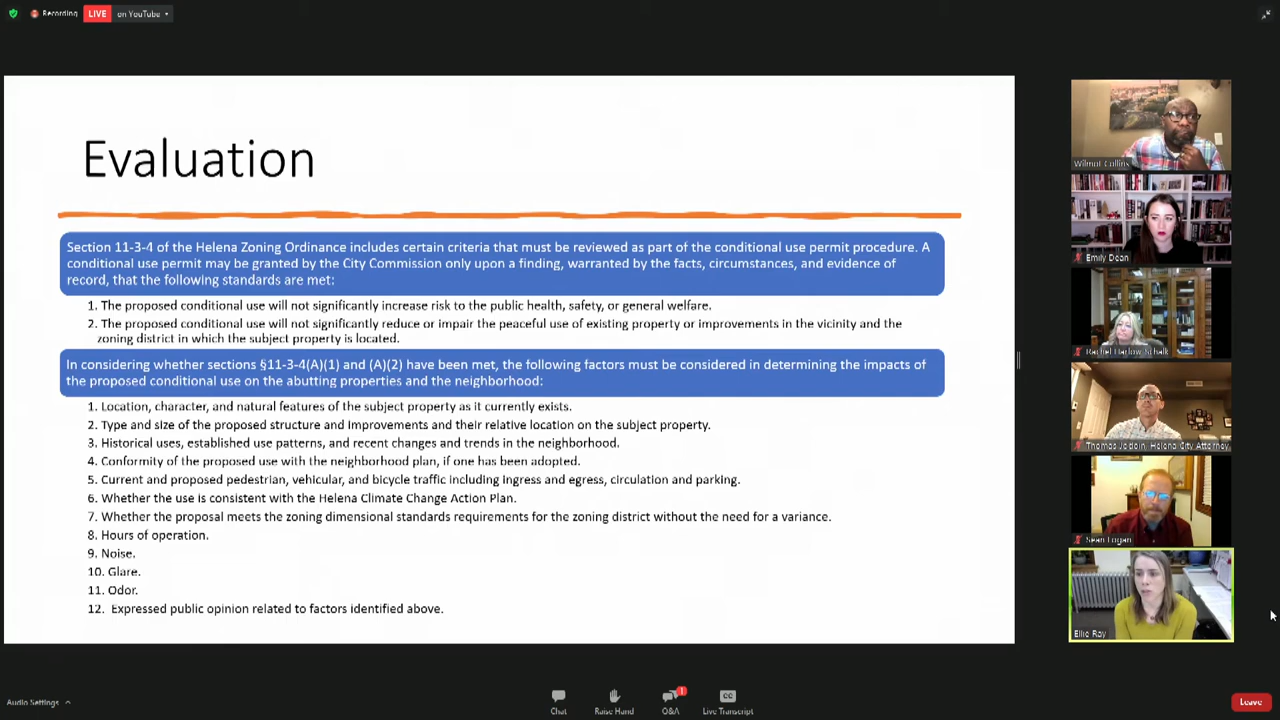 Recording
LIVE
on YouTube
Evaluation
Section 11-3-4 of the Helena Zoning Ordinance includes certain criteria that must be reviewed as part of the conditional use permit procedure. A
conditional use permit may be granted by the City Commission only upon a finding, warranted by the facts, circumstances, and evidence of
record, that the following standards are met:
1. The proposed conditional use will not significantly increase risk to the public health, safety, or general welfare.
2. The proposed conditional use will not significantly reduce or impair the peaceful use of existing property or improvements in the vicinity and the
zoning district in which the subject property is located.
In considering whether sections §11-3-4(A)(1) and (A)(2) have been met, the following factors must be considered in determining the impacts of
the proposed conditional use on the abutting properties and the neighborhood:
1. Location, character, and natural features of the subject property as it currently exists.
2. Type and size of the proposed structure and improvements and their relative location on the subject property.
3. Historical uses, established use patterns, and recent changes and trends in the neighborhood.
4. Conformity of the proposed use with the neighborhood plan, if one has been adopted.
5. Current and proposed pedestrian, vehicular, and bicycle traffic including ingress and egress, circulation and parking.
6. Whether the use is consistent with the Helena Climate Change Action Plan.
7. Whether the proposal meets the zoning dimensional standards requirements for the zoning district without the need for a variance.
8. Hours of operation.
9. Noise.
10. Glare.
11. Odor.
12. Expressed public opinion related to factors identified above.
Wilmot Collins
Emily Dean
Rachel Harlow-Schalk
Thomas Jodoin, Helena City Attorney
Sean Logan
Ellie Ray
Audio Settings
Chat
Raise Hand
1
Q&A
CC
Live Transcript
Leave